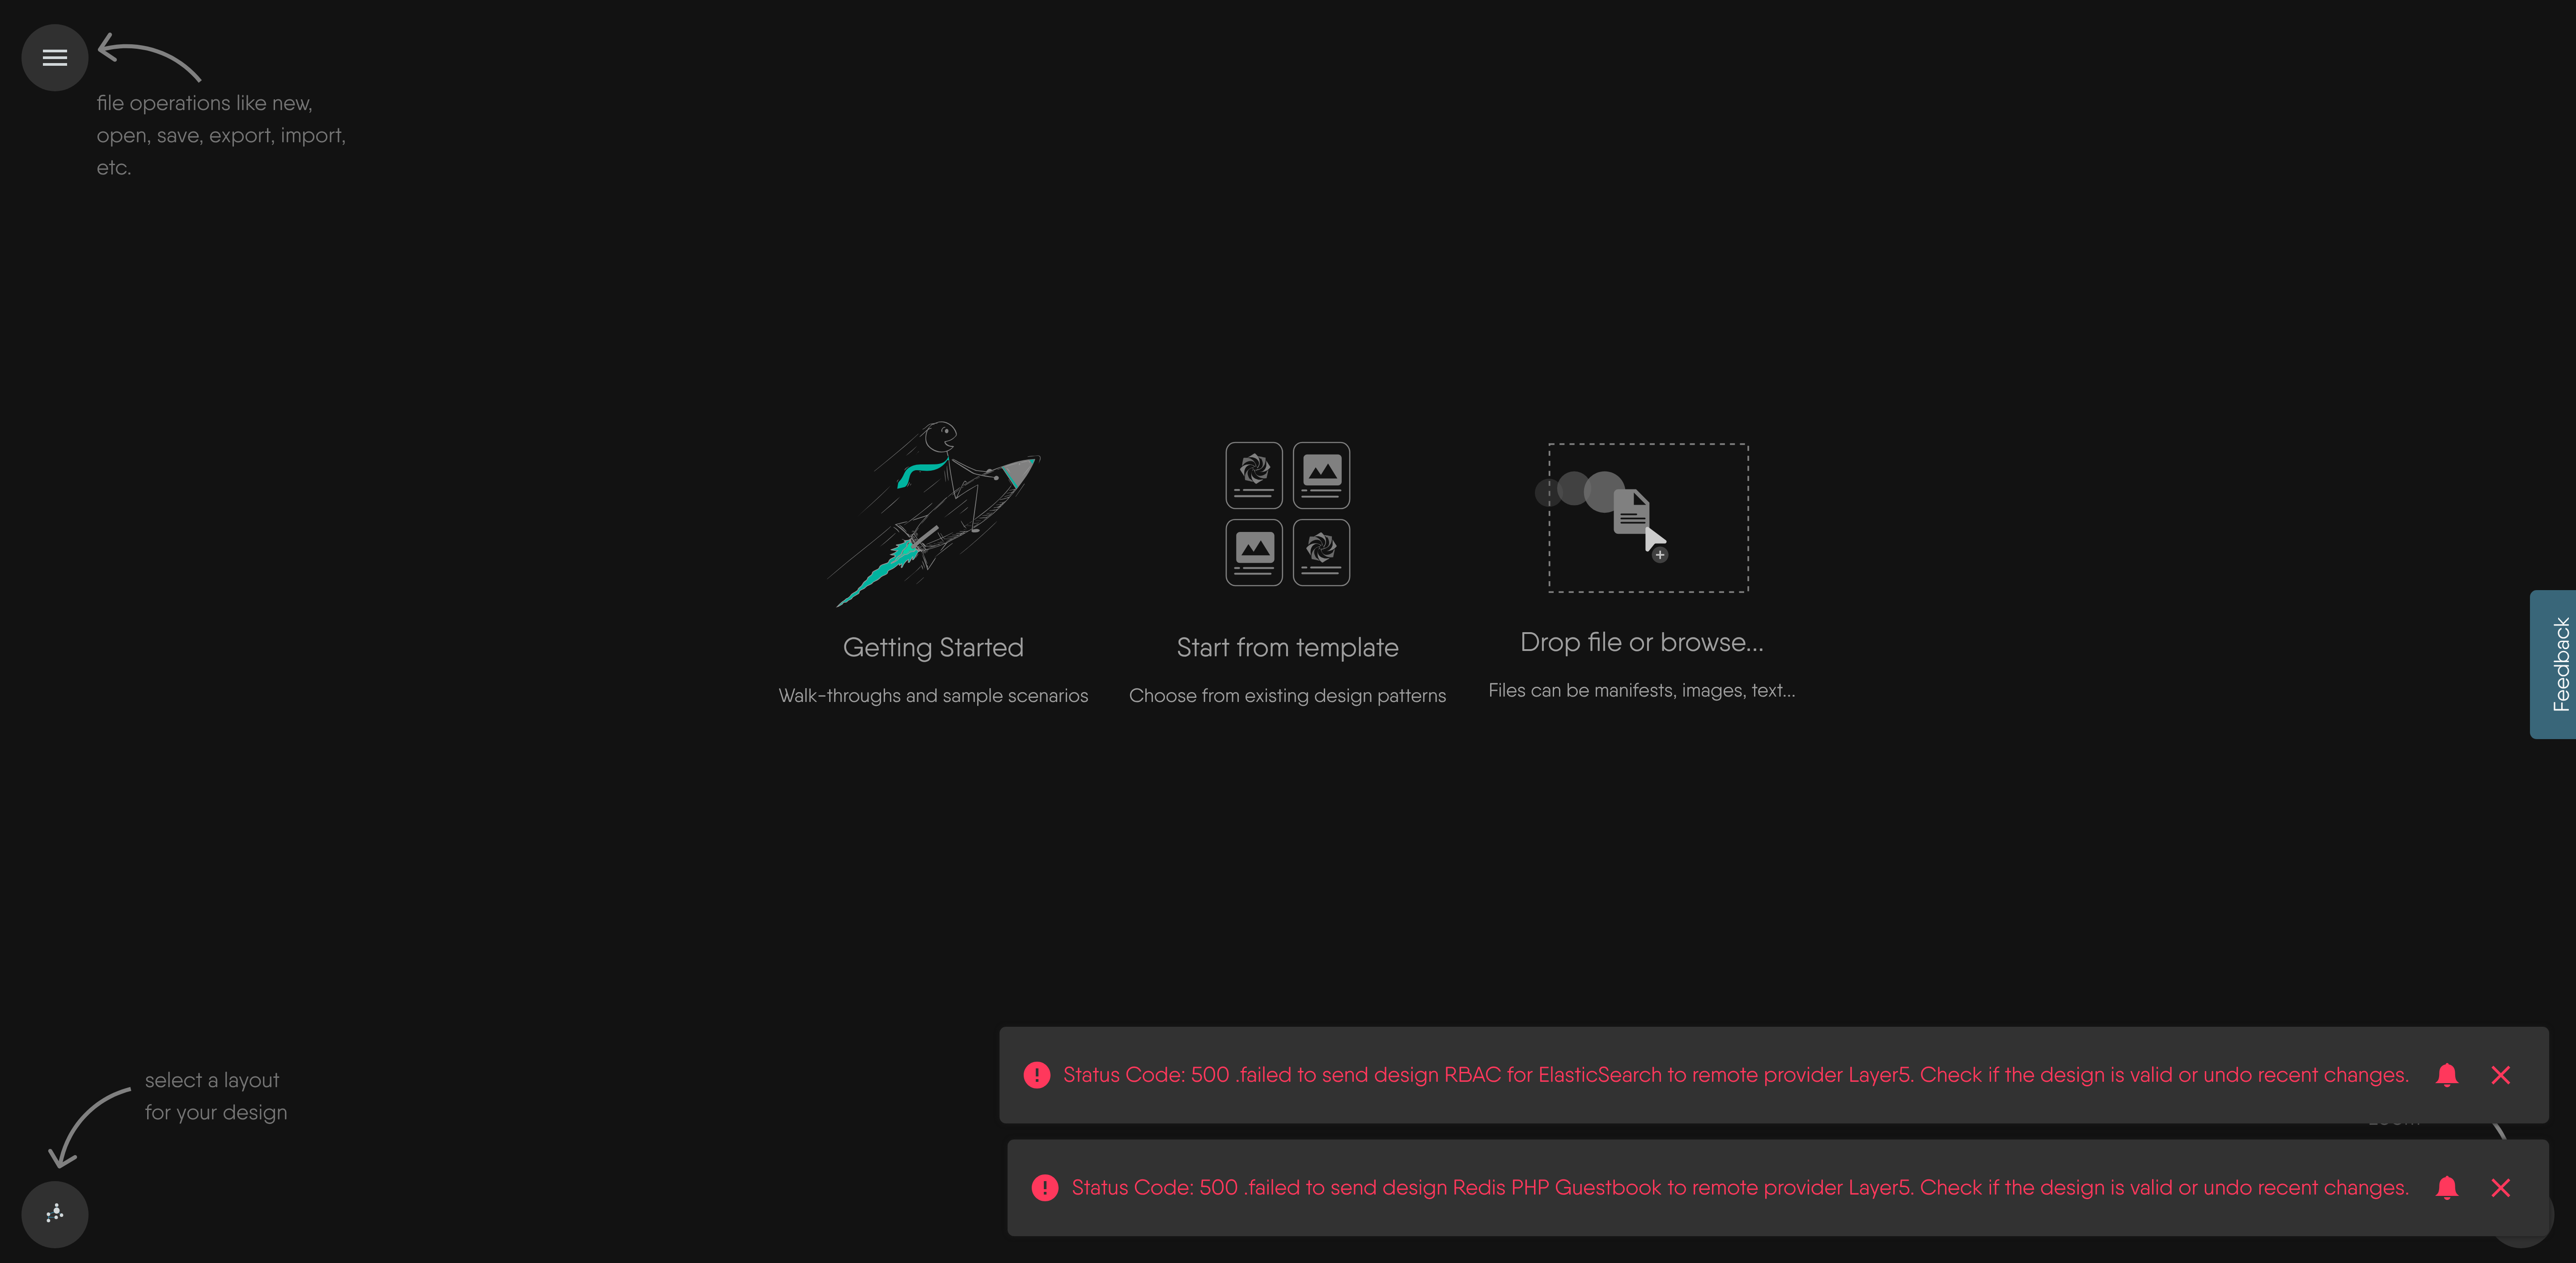 file operations like new,
open, save, export, import,
etc.
Getting Started
Walk-throughs and sample scenarios
Start from template
Choose from existing design patterns
Drop file or browse...
Files can be manifests, images, text...
Feedback
select a layout
for your design
Status Code: 500 .failed to send design RBAC for ElasticSearch to remote provider Layer5. Check if the design is valid or undo recent changes.
Status Code: 500 .failed to send design Redis PHP Guestbook to remote provider Layer5. Check if the design is valid or undo recent changes.